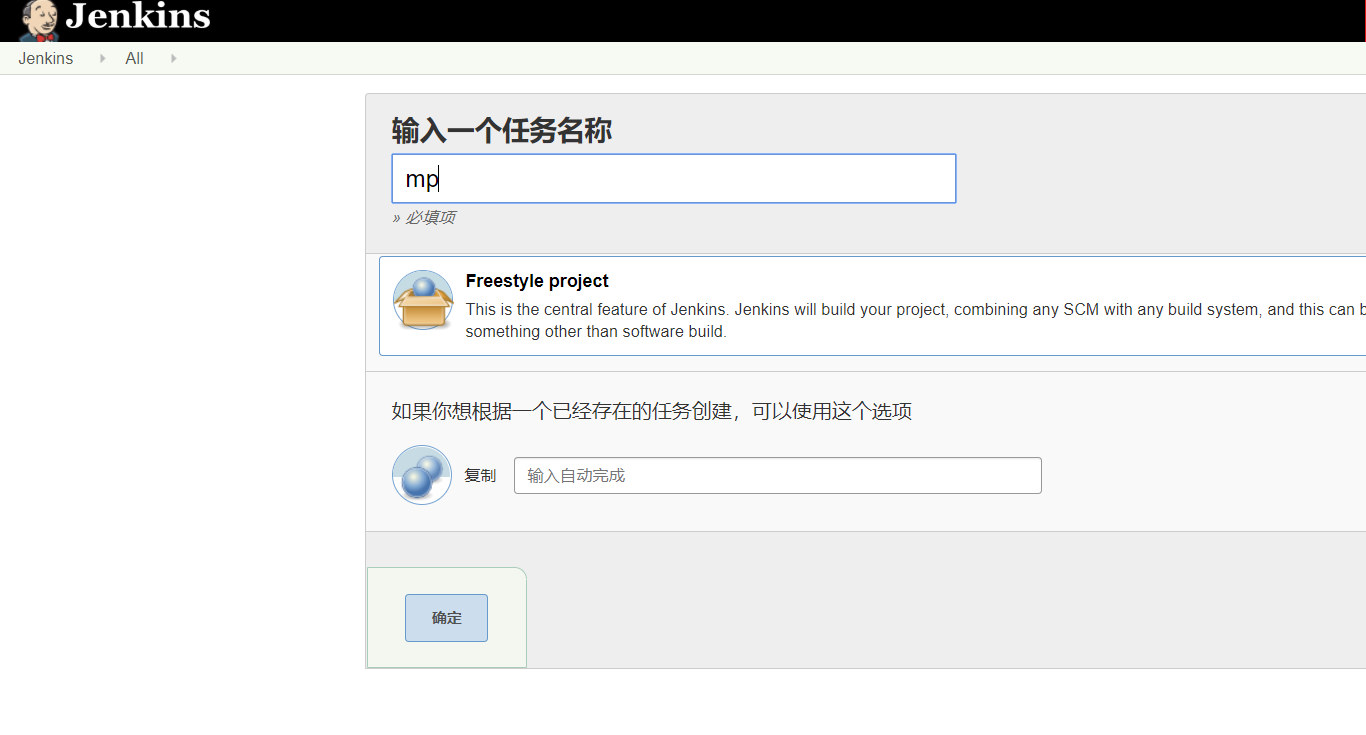 Jenkins
Jenkins All
输入一个任务名称
mp
» 必填项
Freestyle project
This is the central feature of Jenkins. Jenkins will build your project, combining any SCM with any build system, and this can b
something other than software build.
如果你想根据一个已经存在的任务创建，可以使用这个选项
复制 输入自动完成
确定